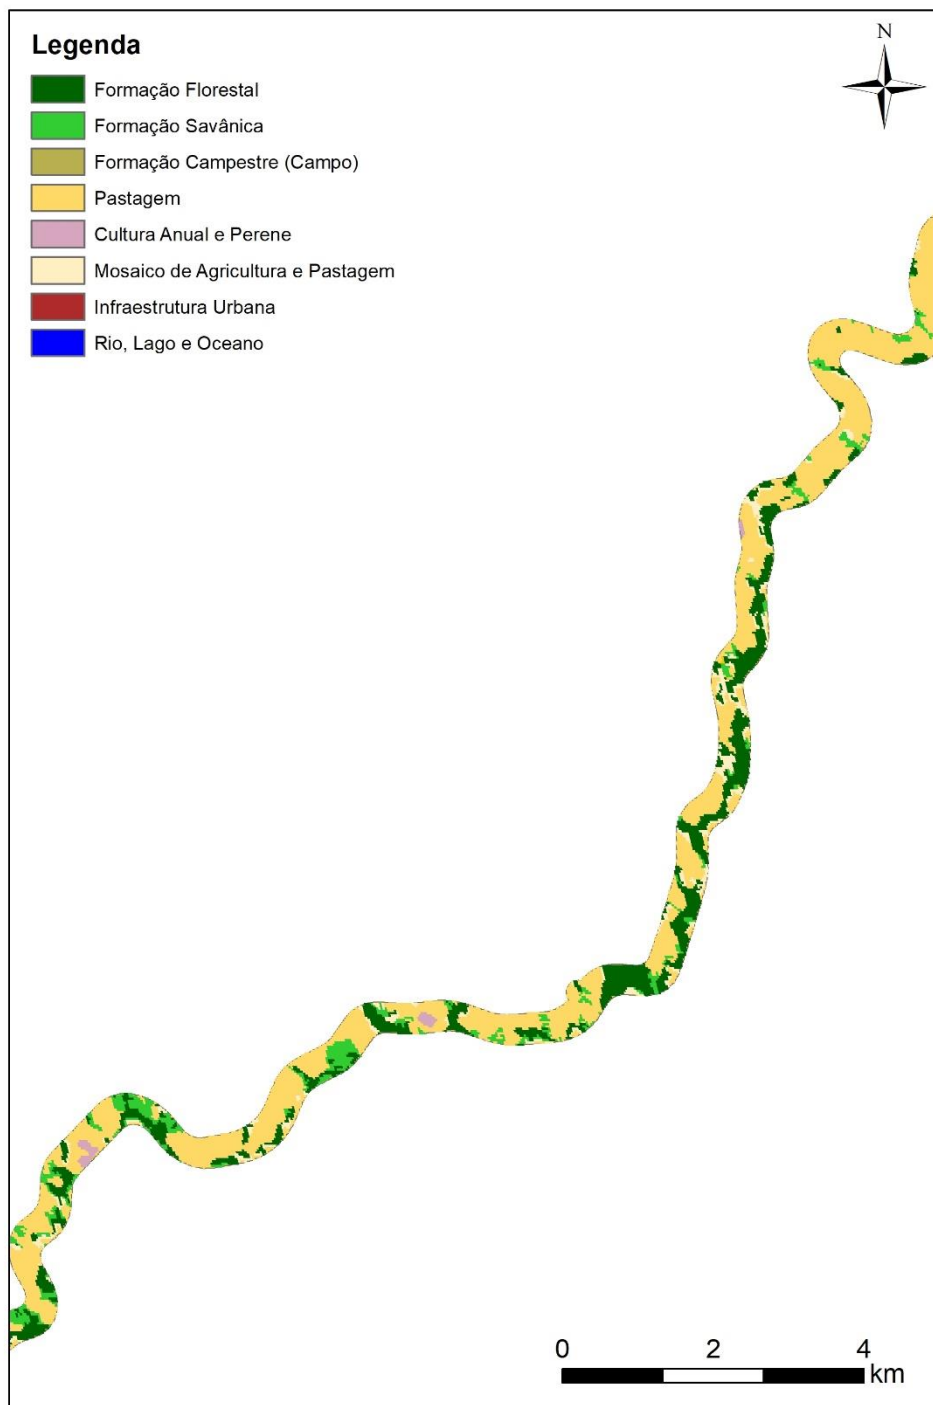 Legenda
N
Formação Florestal
Formação Savânica
Formação Campestre (Campo)
Pastagem
Cultura Anual e Perene
Mosaico de Agricultura e Pastagem
Infraestrutura Urbana
Rio, Lago e Oceano
0 2 4
km